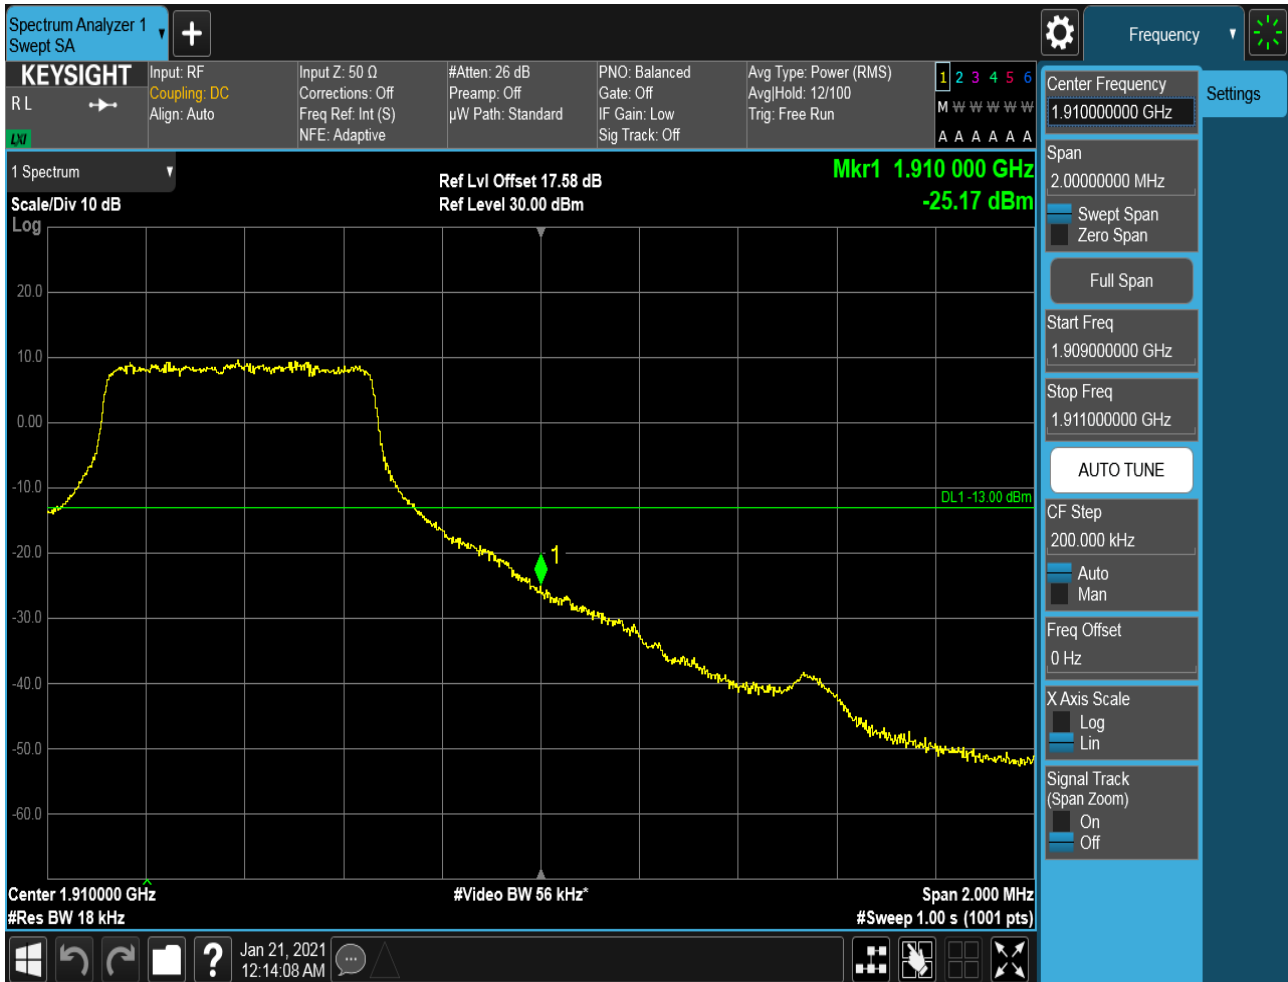 Spectrum Analyzer 1
Swept SA
Frequency
KEYSIGHT
R L
LXI
Input: RF
Coupling: DC
Align: Auto
Input Z: 50 Ω
Corrections: Off
Freq Ref: Int (S)
NFE: Adaptive
#Atten: 26 dB
Preamp: Off
µW Path: Standard
PNO: Balanced
Gate: Off
IF Gain: Low
Sig Track: Off
Avg Type: Power (RMS)
Avg|Hold: 12/100
Trig: Free Run
1 2 3 4 5 6
M W W W W W
A A A A A A
1 Spectrum
Scale/Div 10 dB
Log
Ref Lvl Offset 17.58 dB
Ref Level 30.00 dBm
Mkr1 1.910 000 GHz
-25.17 dBm
20.0
10.0
0.00
-10.0
-20.0
-30.0
-40.0
-50.0
-60.0
DL1 -13.00 dBm
1
Center 1.910000 GHz
#Res BW 18 kHz
#Video BW 56 kHz*
Span 2.000 MHz
#Sweep 1.00 s (1001 pts)
?
Jan 21, 2021
12:14:08 AM
Center Frequency
1.910000000 GHz
Settings
Span
2.00000000 MHz
Swept Span
Zero Span
Full Span
Start Freq
1.909000000 GHz
Stop Freq
1.911000000 GHz
AUTO TUNE
CF Step
200.000 kHz
Auto
Man
Freq Offset
0 Hz
X Axis Scale
Log
Lin
Signal Track
(Span Zoom)
On
Off